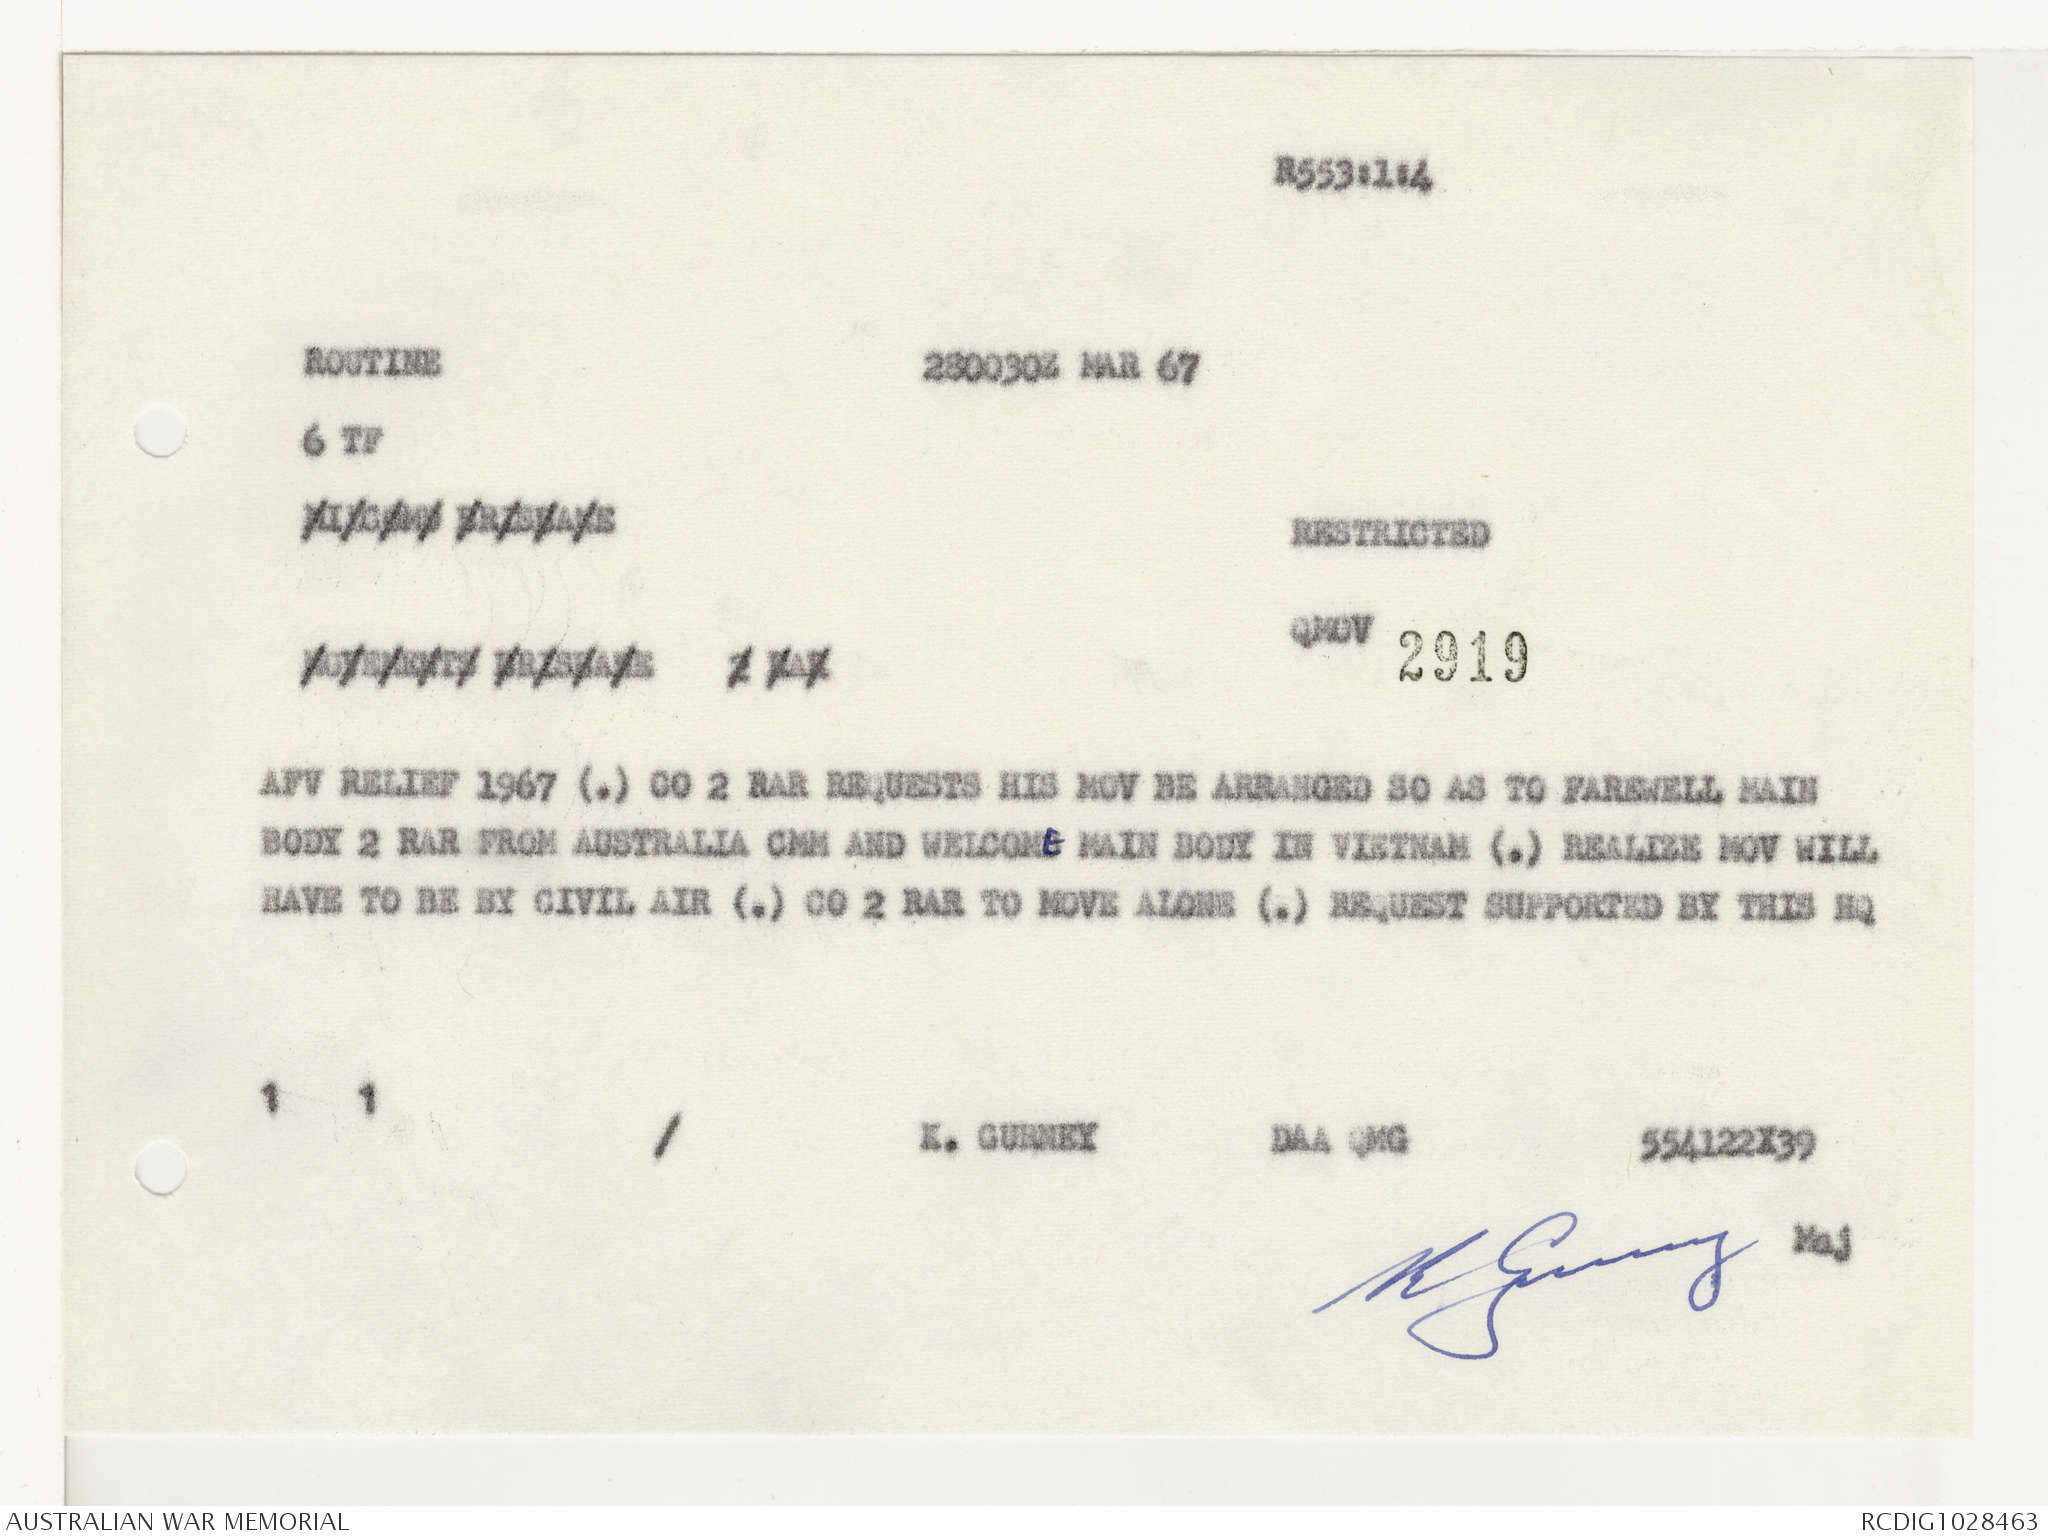 R553:1:4
ROUTINE 280030Z MAR 67
6 TF
RESTRICTED
QMOV 2919
AFV RELIEF 1967 (.) CO 2 RAR REQUESTS HIS MOV BE ARRANGED SO AS TO FAREWELL MAIN
BODY 2 RAR FROM AUSTRALIA CMM AND WELCOME MAIN BODY IN VIETNAM (.) REALIZE MOV WILL
HAVE TO BE BY CIVIL AIR (.) CO 2 RAR TO MOVE ALONE (.) REQUEST SUPPORTED BY THIS HQ
1 1
/ K. GURNEY DAA QMG 554122X39
K Gurney Maj
AUSTRALIAN WAR MEMORIAL RCDIG1028463